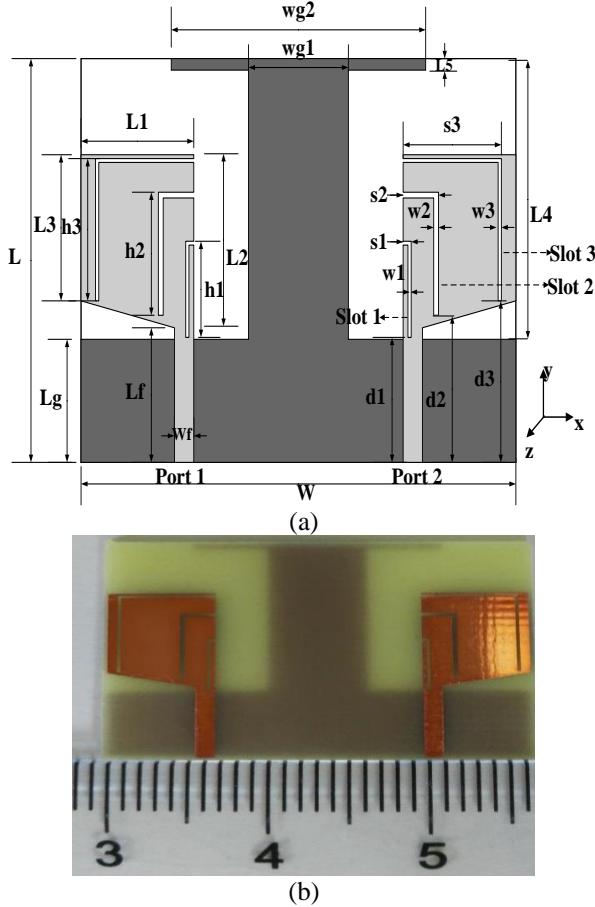 wg2
wg1
L5
L1
s3
L3
h3
h2
L2
h1
s2
s1
w1
w2
w3
L4
L
Slot 3
Slot 2
Slot 1
Lg
Lf
Wf
d1
d2
d3
y
x
z
Port 1
Port 2
W
(a)
3 4 5
(b)